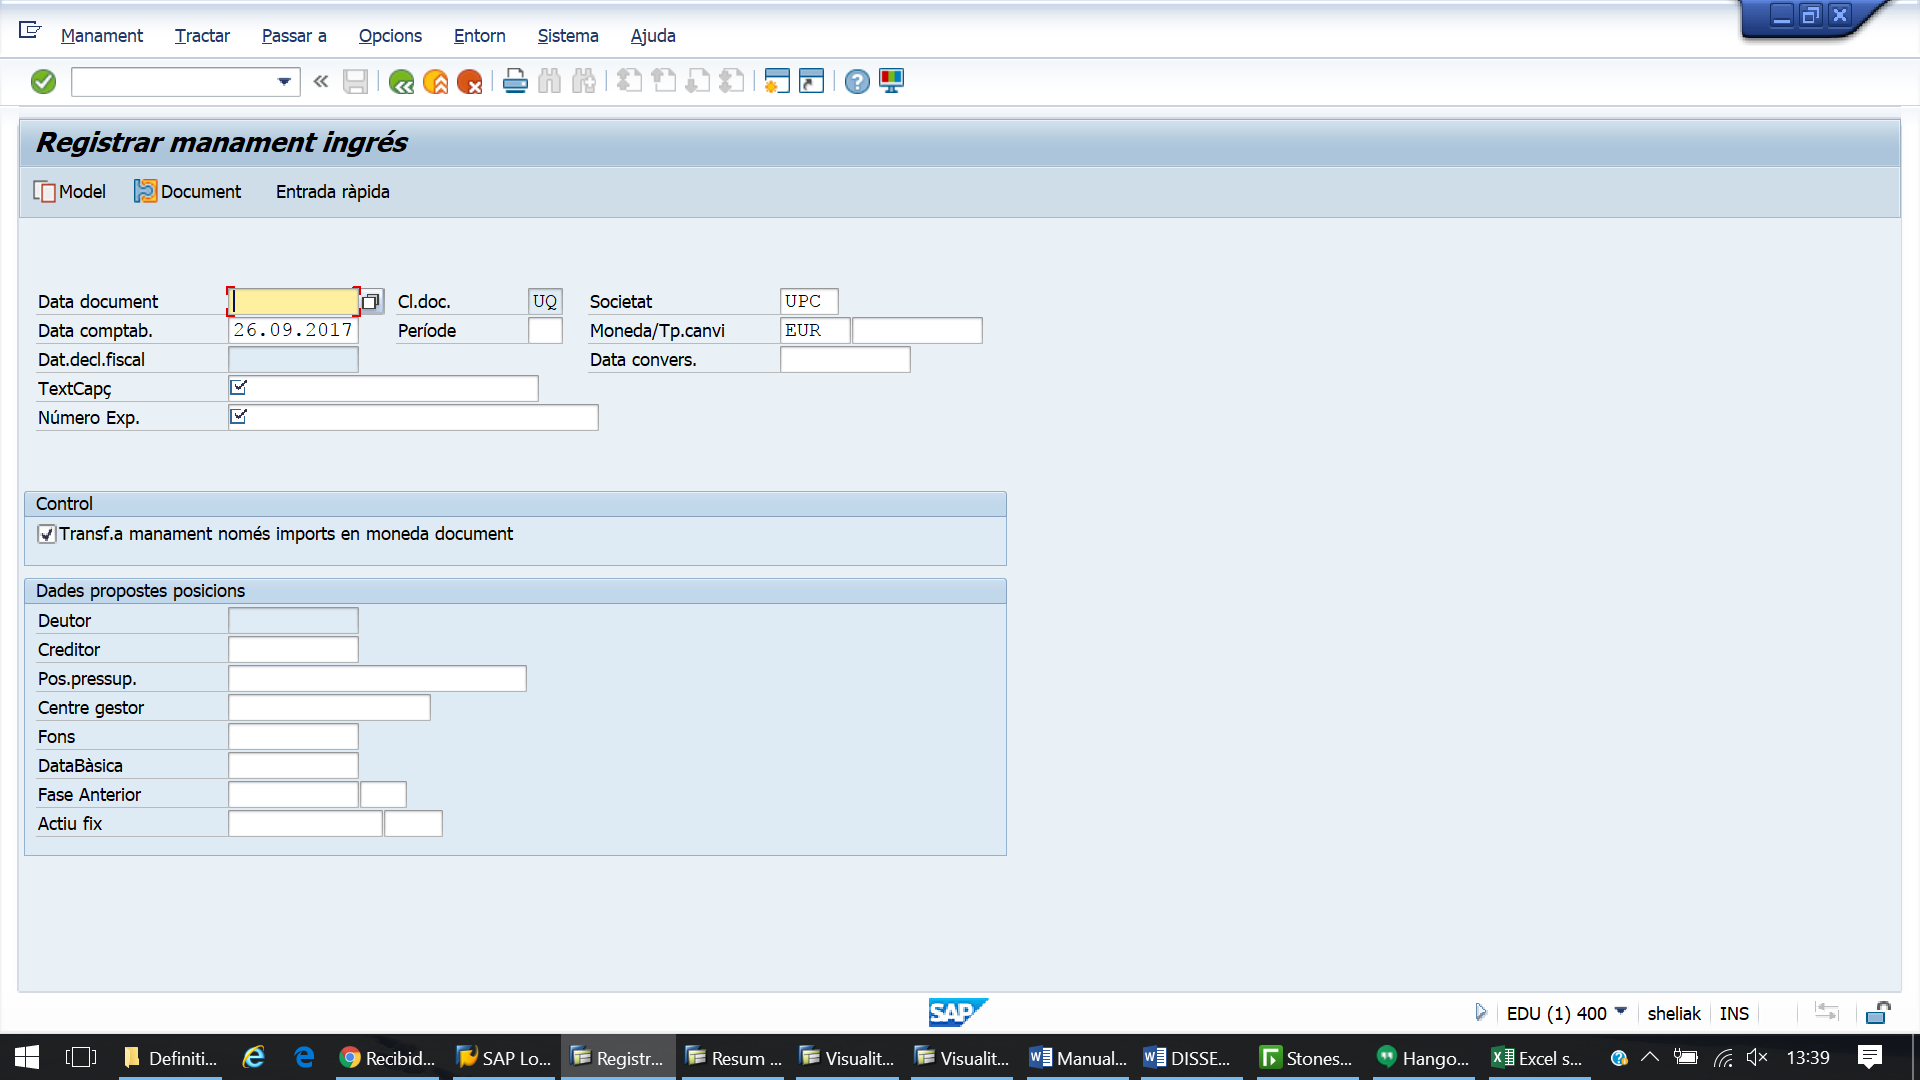 Manament Tractar Passar a Opcions Entorn Sistema Ajuda
Registrar manament ingrés
Model Document Entrada ràpida
Data document Cl.doc. UQ Societat UPC
Data comptab. 26.09.2017 Període Moneda/Tp.canvi EUR
Dat.decl.fiscal Data convers.
TextCapç
Número Exp.
Control
Transf.a manament només imports en moneda document
Dades propostes posicions
Deutor
Creditor
Pos.pressup.
Centre gestor
Fons
DataBàsica
Fase Anterior
Actiu fix
SAP EDU (1) 400 sheliak INS
Definiti... Recibid... SAP Lo... Registr... Resum ... Visualit... Visualit... Manual... DISSE... Stones... Hango... Excel s... 13:39